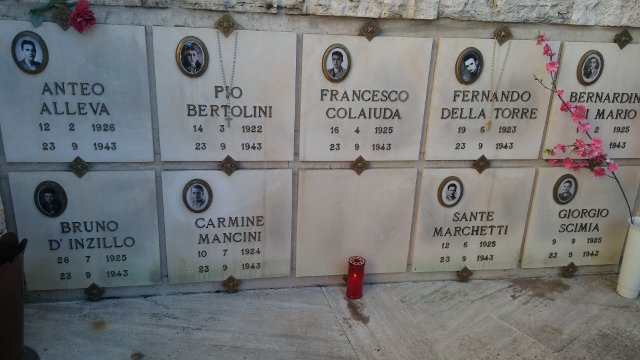 ANTEO
ALLEVA
12 2 1926
23 9 1943
PIO
BERTOLINI
14 3 1922
23 9 1943
FRANCESCO
COLAIUDA
16 4 1925
23 9 1943
FERNANDO
DELLA TORRE
19 6 1923
23 9 1943
BERNARDIN
I MARIO
2 1925
23 9 1943
BRUNO
D'INZILLO
26 7 1925
23 9 1943
CARMINE
MANCINI
10 7 1924
23 9 1943
SANTE
MARCHETTI
12 6 1925
23 9 1943
GIORGIO
SCIMIA
9 9 1925
23 9 1943